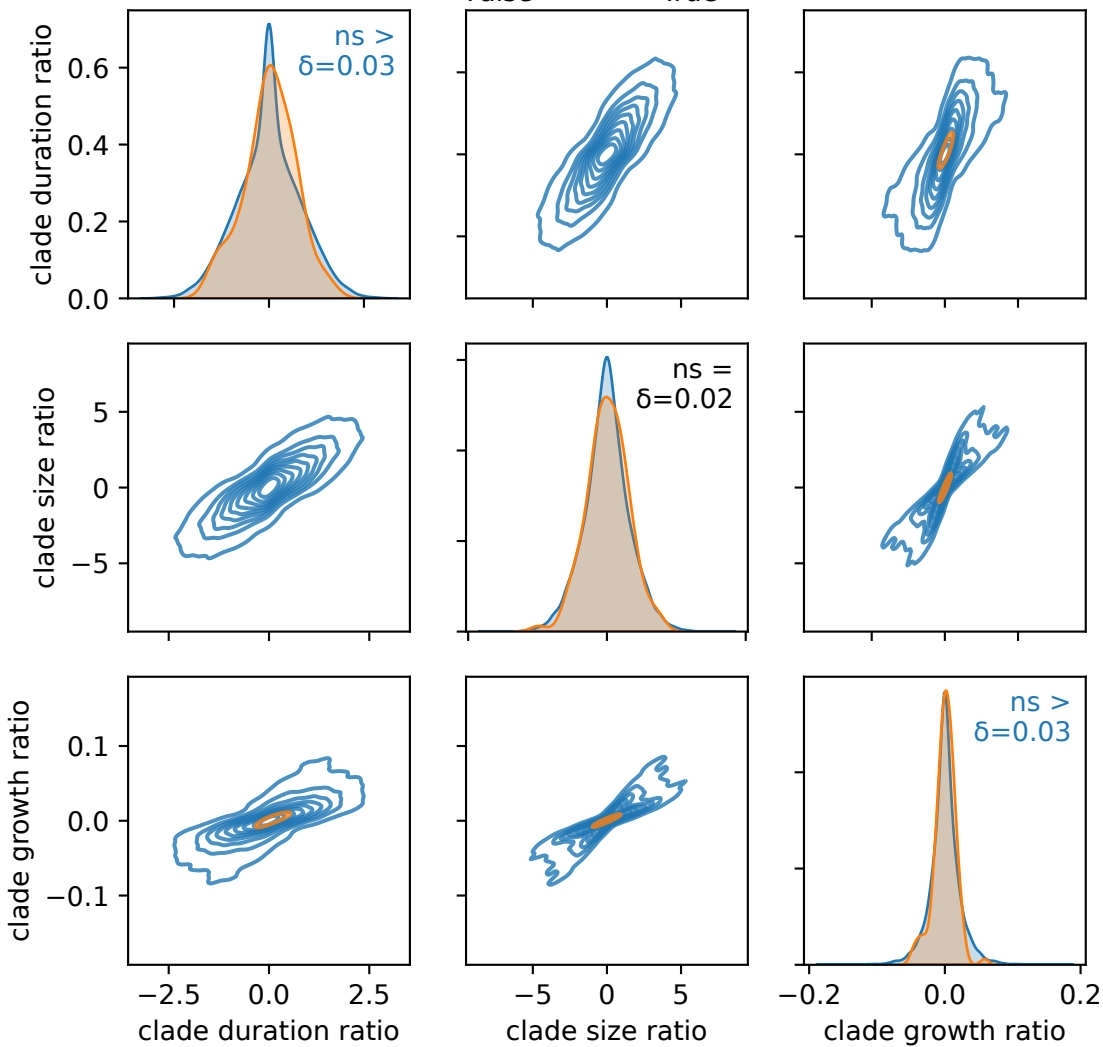 clade duration ratio
0.6
0.4
0.2
0.0
ns >
δ=0.03
clade size ratio
5
0
−5
ns =
δ=0.02
clade growth ratio
0.1
0.0
−0.1
ns >
δ=0.03
−2.5 0.0 2.5
−5 0 5
−0.2 0.0 0.2
clade duration ratio
clade size ratio
clade growth ratio